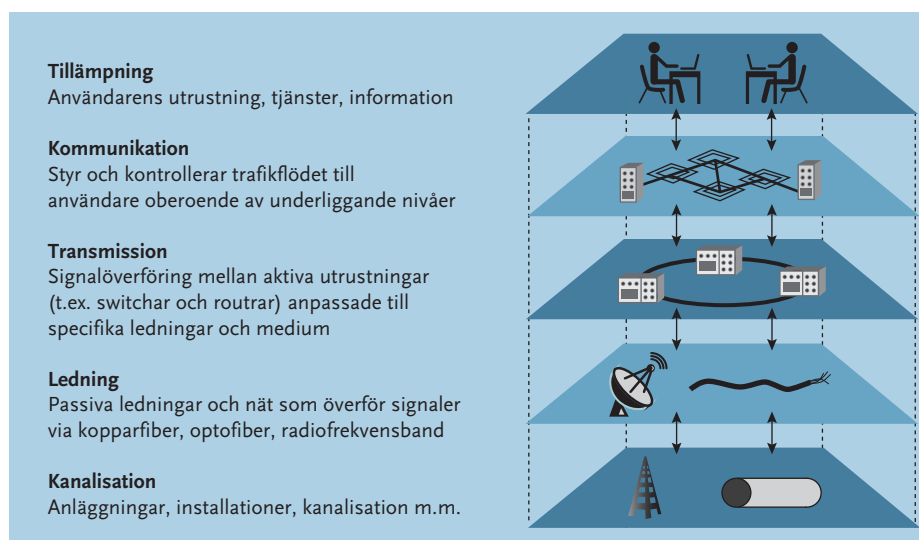 Tillämpning
Användarens utrustning, tjänster, information
Kommunikation
Styr och kontrollerar trafikflödet till
användare oberoende av underliggande nivåer
Transmission
Signalöverföring mellan aktiva utrustningar
(t.ex. switchar och routrar) anpassade till
specifika ledningar och medium
Ledning
Passiva ledningar och nät som överför signaler
via kopparfiber, optofiber, radiofrekvensband
Kanalisation
Anläggningar, installationer, kanalisation m.m.